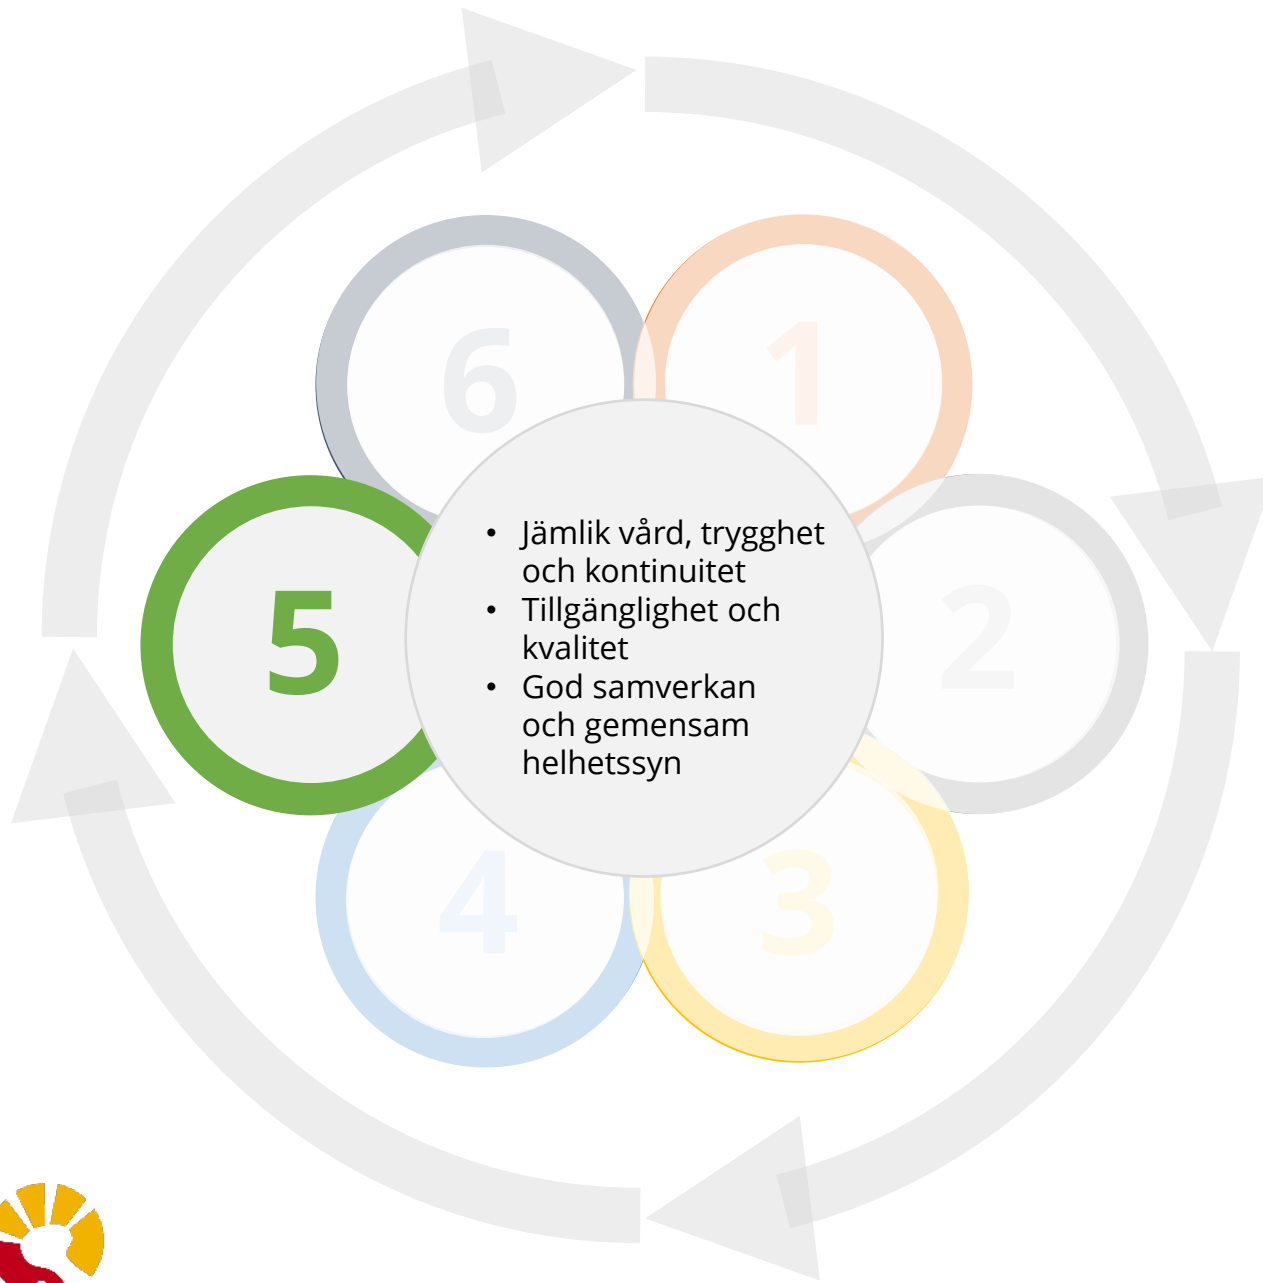 6
1
5
• Jämlik vård, trygghet
och kontinuitet
• Tillgänglighet och
kvalitet
• God samverkan
och gemensam
helhetssyn
2
4
3